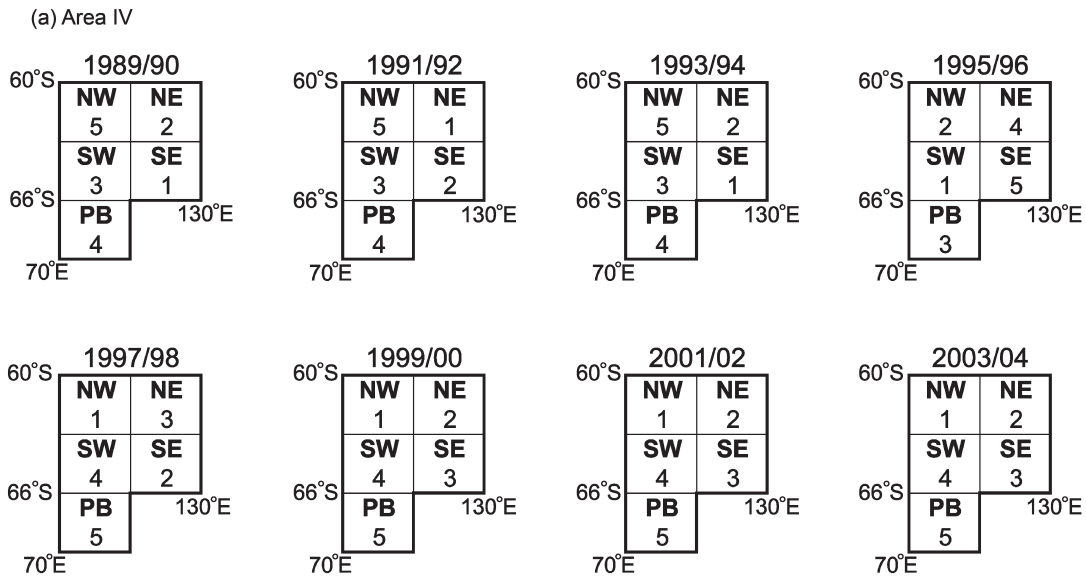 (a) Area IV
1989/90 1991/92 1993/94 1995/96
60°S 60°S 60°S 60°S
NW NE NW NE NW NE NW NE
5 2 5 1 5 2 2 4
SW SE SW SE SW SE SW SE
3 1 3 2 3 1 1 5
66°S 66°S 66°S 66°S
PB 130°E PB 130°E PB 130°E PB 130°E
4 4 4 3
70°E 70°E 70°E 70°E
1997/98 1999/00 2001/02 2003/04
60°S 60°S 60°S 60°S
NW NE NW NE NW NE NW NE
1 3 1 2 1 2 1 2
SW SE SW SE SW SE SW SE
4 2 4 3 4 3 4 3
66°S 66°S 66°S 66°S
PB 130°E PB 130°E PB 130°E PB 130°E
5 5 5 5
70°E 70°E 70°E 70°E